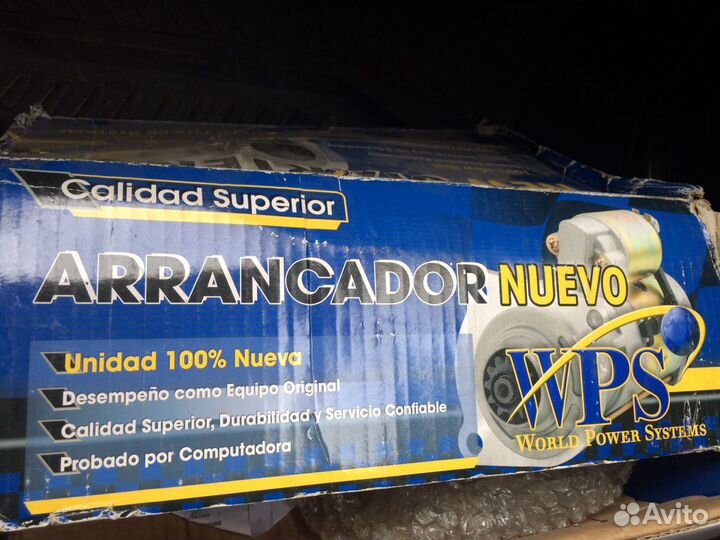 Calidad Superior
ARRANCADOR NUEVO
Unidad 100% Nueva
Desempeño como Equipo Original
Calidad Superior, Durabilidad y Servicio Confiable
Probado por Computadora
WPS
WORLD POWER SYSTEMS
Avito